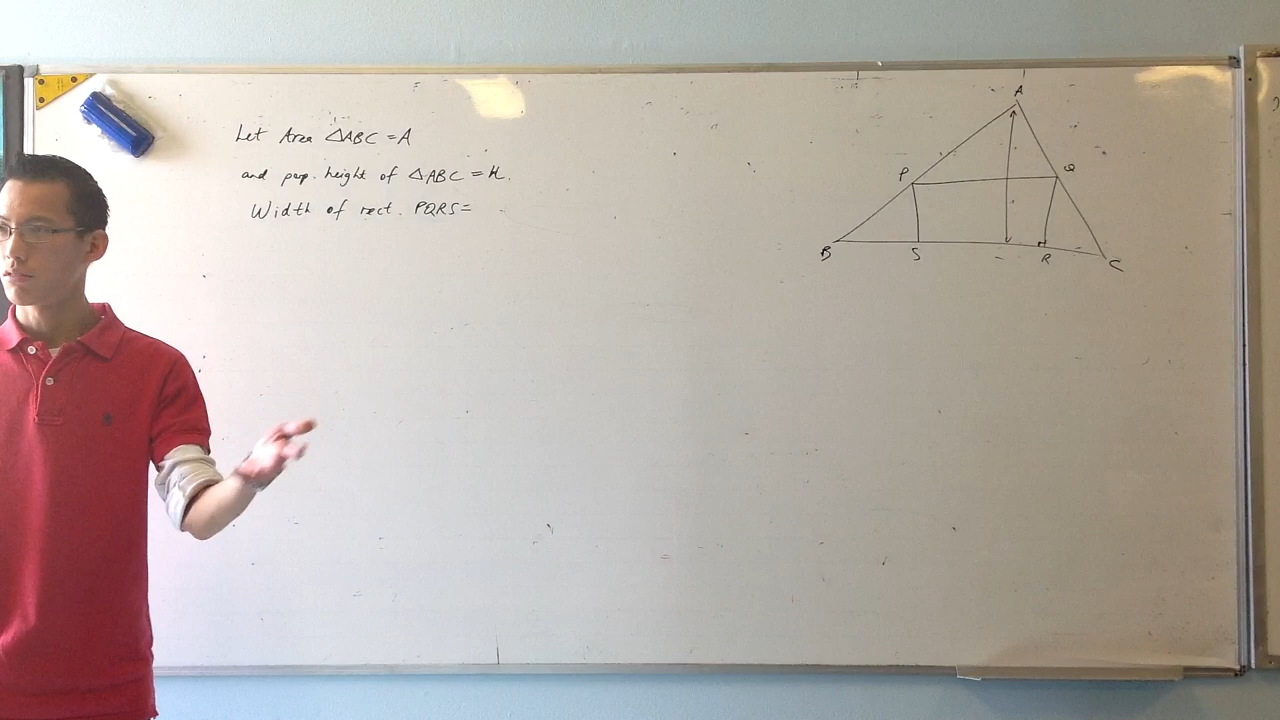 Let Area △ABC = A
and perp. height of △ABC = H.
Width of rect. PQRS =
A
P
Q
B
S
R
C